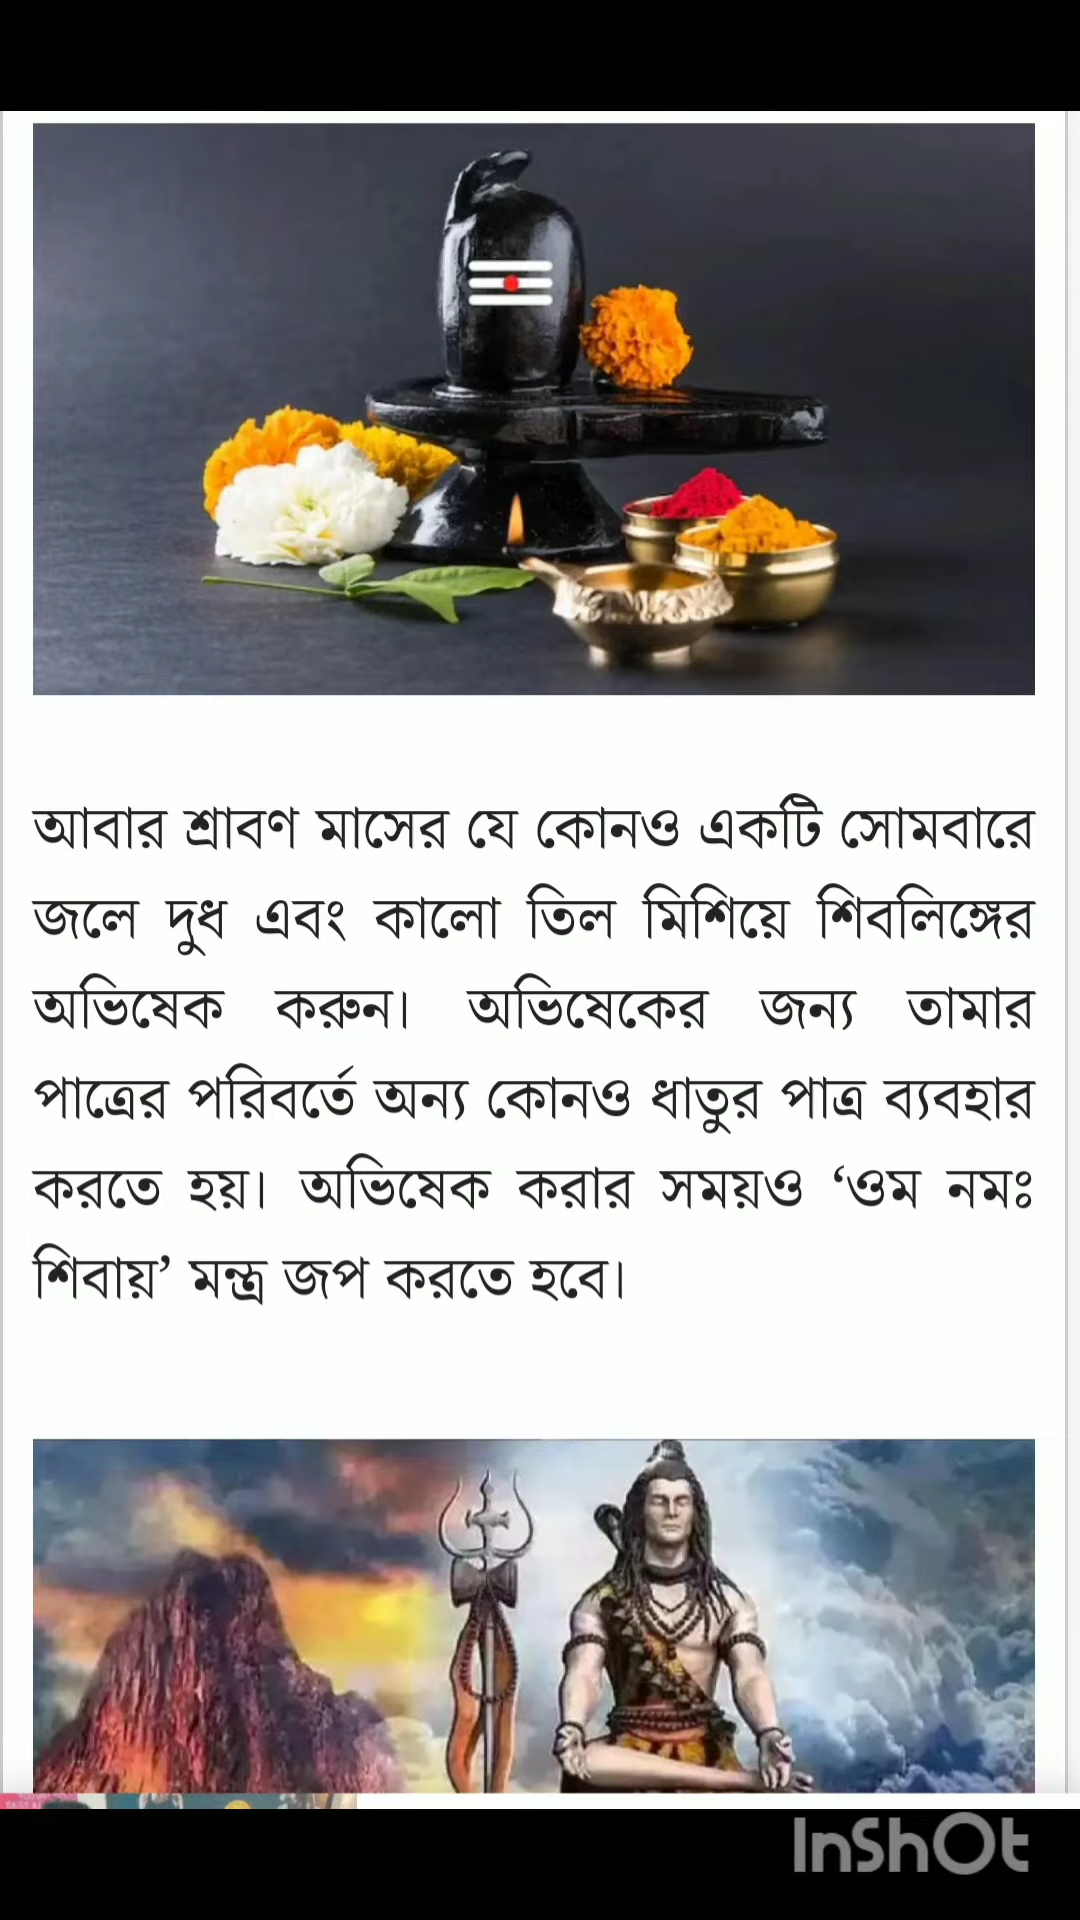 আবার শ্রাবণ মাসের যে কোনও একটি সোমবারে
জলে দুধ এবং কালো তিল মিশিয়ে শিবলিঙ্গের
অভিষেক করুন। অভিষেকের জন্য তামার
পাত্রের পরিবর্তে অন্য কোনও ধাতুর পাত্র ব্যবহার
করতে হয়। অভিষেক করার সময়ও ‘ওম নমঃ
শিবায়’ মন্ত্র জপ করতে হবে।
InShOt